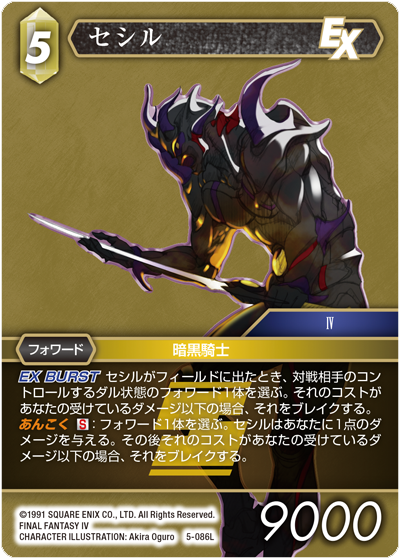 5
セシル
EX
IV
フォワード
暗黒騎士
EX BURST セシルがフィールドに出たとき、対戦相手のコント
ロールするダル状態のフォワード1体を選ぶ。それのコストが
あなたの受けているダメージ以下の場合、それをブレイクする。
あんこく S：フォワード1体を選ぶ。セシルはあなたに1点のダ
メージを与える。その後それのコストがあなたの受けているダ
メージ以下の場合、それをブレイクする。
©1991 SQUARE ENIX CO., LTD. All Rights Reserved.
FINAL FANTASY IV
CHARACTER ILLUSTRATION: Akira Oguro 5-086L
9000